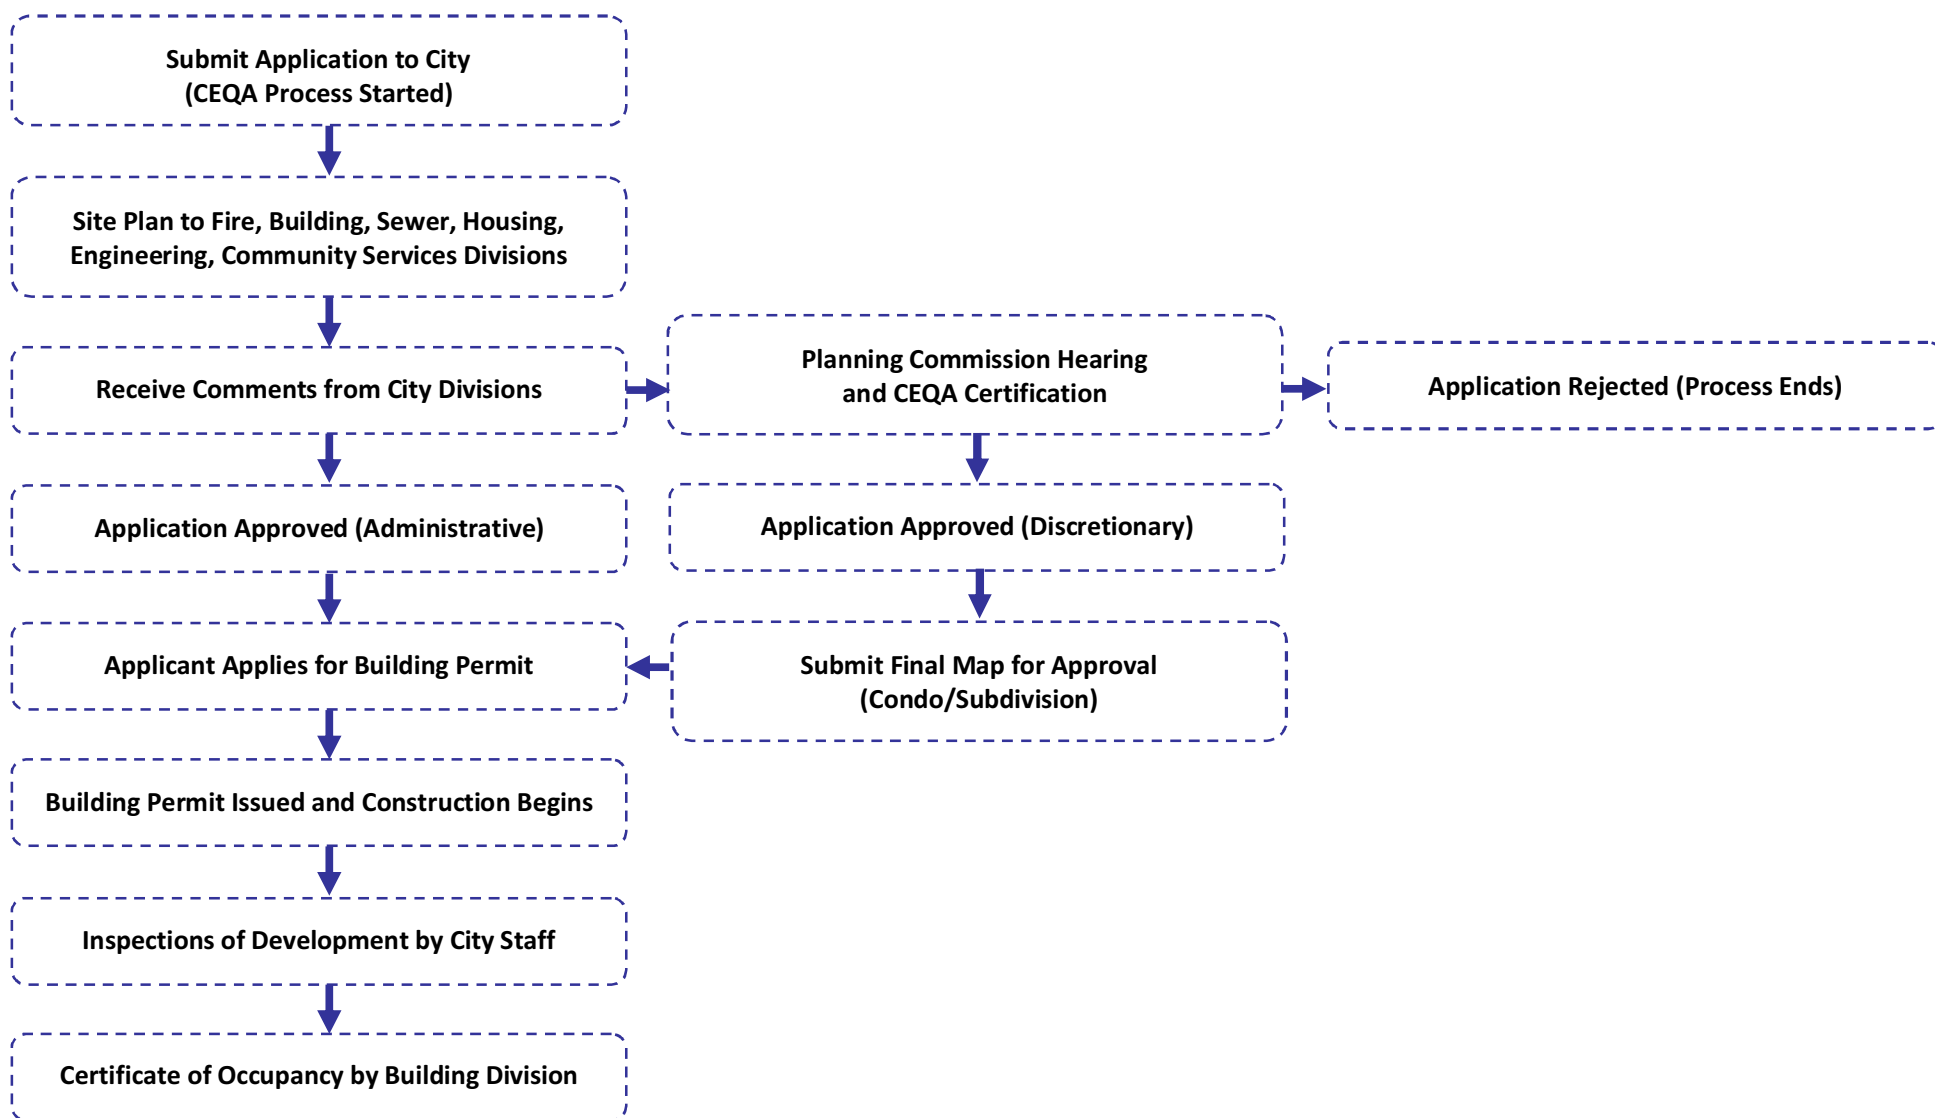 Submit Application to City
(CEQA Process Started)
Site Plan to Fire, Building, Sewer, Housing,
Engineering, Community Services Divisions
Receive Comments from City Divisions
Planning Commission Hearing
and CEQA Certification
Application Rejected (Process Ends)
Application Approved (Administrative)
Application Approved (Discretionary)
Applicant Applies for Building Permit
Submit Final Map for Approval
(Condo/Subdivision)
Building Permit Issued and Construction Begins
Inspections of Development by City Staff
Certificate of Occupancy by Building Division